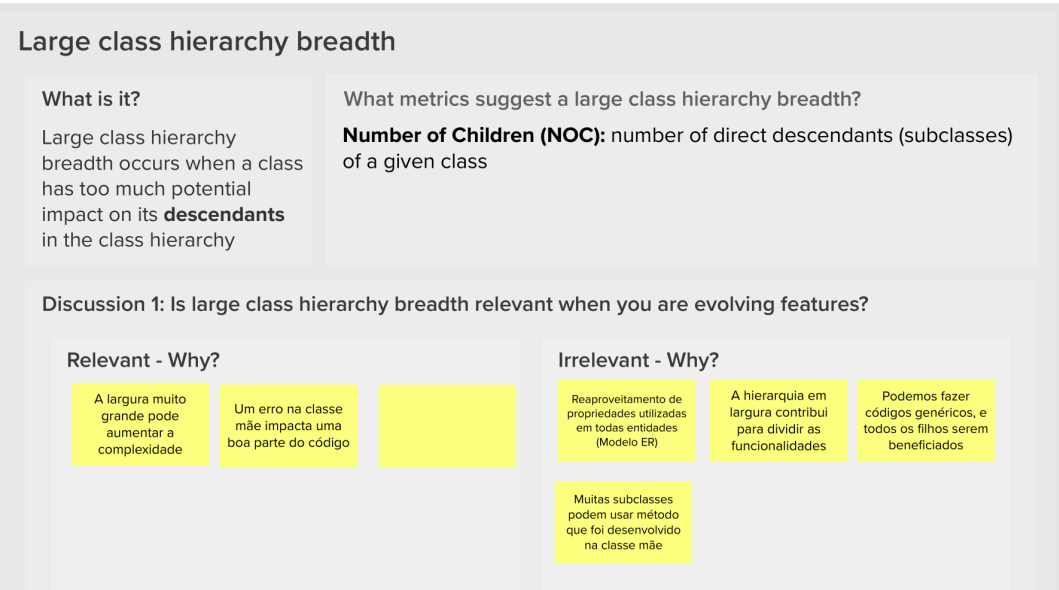 Large class hierarchy breadth
What is it?
Large class hierarchy
breadth occurs when a class
has too much potential
impact on its descendants
in the class hierarchy
What metrics suggest a large class hierarchy breadth?
Number of Children (NOC): number of direct descendants (subclasses)
of a given class
Discussion 1: Is large class hierarchy breadth relevant when you are evolving features?
Relevant - Why?
A largura muito
grande pode
aumentar a
complexidade
Um erro na classe
mãe impacta uma
boa parte do código
Irrelevant - Why?
Reaproveitamento de
propriedades utilizadas
em todas entidades
(Modelo ER)
A hierarquia em
largura contribui
para dividir as
funcionalidades
Podemos fazer
códigos genéricos, e
todos os filhos serem
beneficiados
Muitas subclasses
podem usar método
que foi desenvolvido
na classe mãe